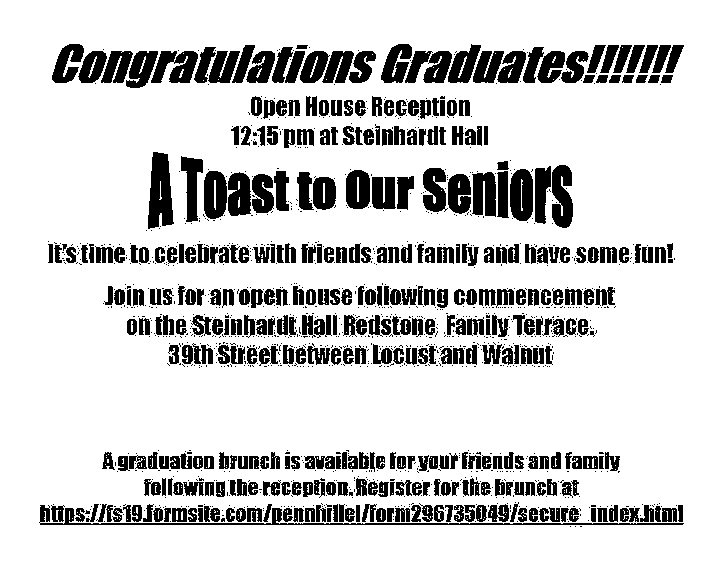 Congratulations Graduates!!!!!!!
Open House Reception
12:15 pm at Steinhardt Hall
A Toast to Our Seniors
It's time to celebrate with friends and family and have some fun!
Join us for an open house following commencement
on the Steinhardt Hall Redstone Family Terrace.
39th Street between Locust and Walnut
A graduation brunch is available for your friends and family
following the reception. Register for the brunch at
https://fs19.formsite.com/pennhillel/form296735049/secure_index.html